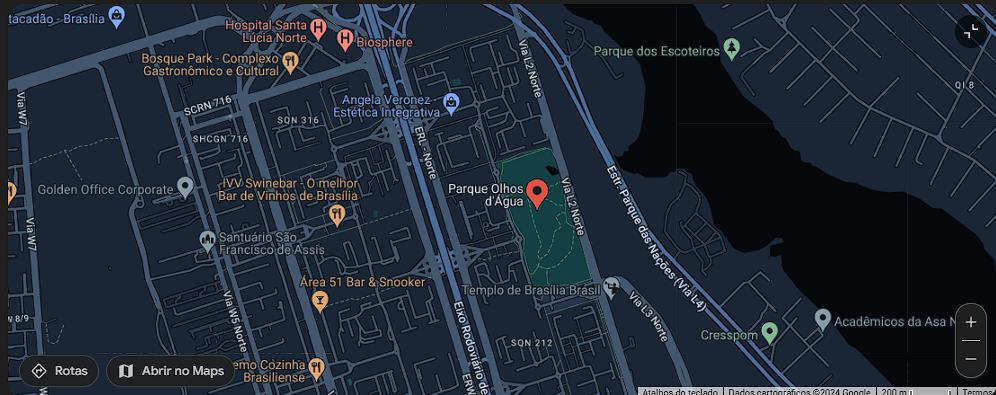 tacadão - Brasília
Hospital Santa
Lúcia Norte
Biosphere
Bosque Park - Complexo
Gastronômico e Cultural
Via L2 Norte
Parque dos Escoteiros
QI 8
Via W7
SCRN 716
SQN 316
Angela Veronez -
Estética Integrativa
SHCGN 716
ERL - Norte
Golden Office Corporate
IVV Swinebar - O melhor
Bar de Vinhos de Brasília
Parque Olhos
d'Água
Via L2 Norte
Estr. Parque das Nações (Via L4)
Via W7
Santuário São
Francisco de Assis
Área 51 Bar & Snooker
Templo de Brasília Brasil
Via L3 Norte
Via W5 Norte
Eixo Rodoviário de
W 8/9
Cresspom
Acadêmicos da Asa N
SQN 212
emo Cozinha
Brasiliense
ERW
Rotas
Abrir no Maps
+
−
Atalhos do teclado
Dados cartográficos ©2024 Google
200 m
Termos